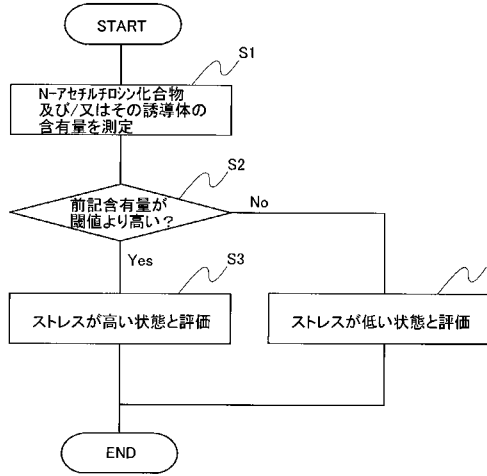 START
S1
N-アセチルチロシン化合物
及び/又はその誘導体の
含有量を測定
S2
前記含有量が
閾値より高い？
No
Yes
S3
ストレスが高い状態と評価
ストレスが低い状態と評価
END